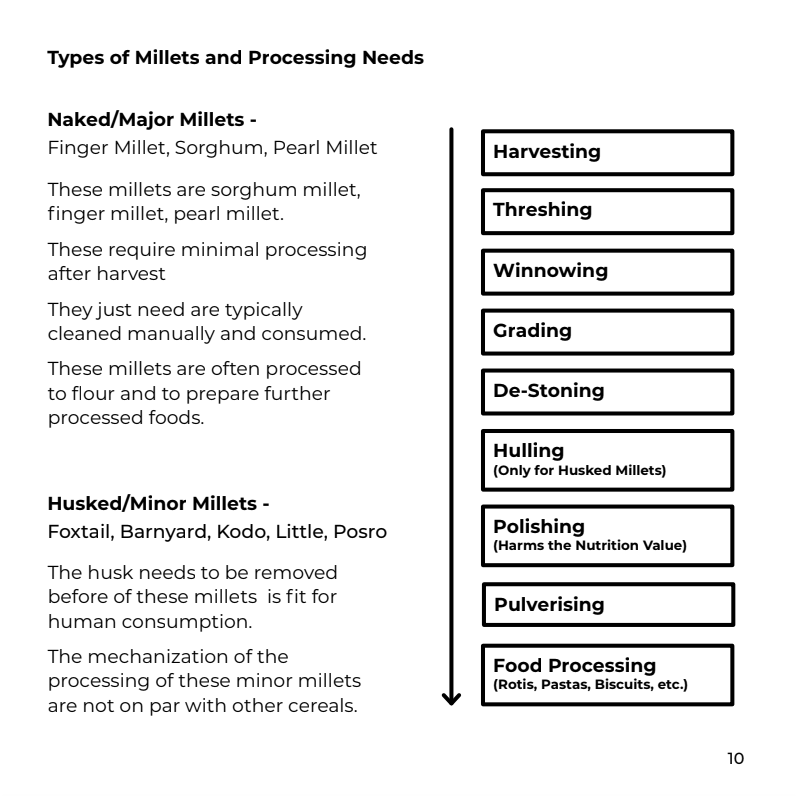 Types of Millets and Processing Needs
Naked/Major Millets -
Finger Millet, Sorghum, Pearl Millet
These millets are sorghum millet,
finger millet, pearl millet.
These require minimal processing
after harvest
They just need are typically
cleaned manually and consumed.
These millets are often processed
to flour and to prepare further
processed foods.
Husked/Minor Millets -
Foxtail, Barnyard, Kodo, Little, Posro
The husk needs to be removed
before of these millets  is fit for
human consumption.
The mechanization of the
processing of these minor millets
are not on par with other cereals.
Harvesting
Threshing
Winnowing
Grading
De-Stoning
Hulling
(Only for Husked Millets)
Polishing
(Harms the Nutrition Value)
Pulverising
Food Processing
(Rotis, Pastas, Biscuits, etc.)
10